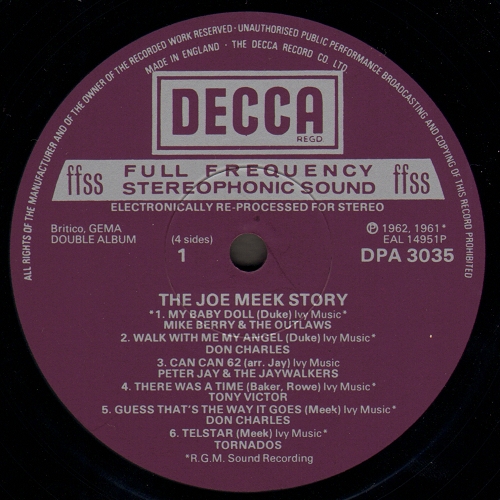 ALL RIGHTS OF THE MANUFACTURER AND OF THE OWNER OF THE RECORDED WORK RESERVED · UNAUTHORISED PUBLIC PERFORMANCE BROADCASTING AND COPYING OF THIS RECORD PROHIBITED
MADE IN ENGLAND · THE DECCA RECORD CO. LTD.
DECCA
REGD.
ffss FULL FREQUENCY ffss
STEREOPHONIC SOUND
ELECTRONICALLY RE-PROCESSED FOR STEREO
Britico, GEMA
DOUBLE ALBUM
(4 sides)
1
℗ 1962, 1961*
EAL 14951P
DPA 3035
THE JOE MEEK STORY
*1. MY BABY DOLL (Duke) Ivy Music*
MIKE BERRY & THE OUTLAWS
2. WALK WITH ME MY ANGEL (Duke) Ivy Music*
DON CHARLES
3. CAN CAN 62 (arr. Jay) Ivy Music
PETER JAY & THE JAYWALKERS
4. THERE WAS A TIME (Baker, Rowe) Ivy Music*
TONY VICTOR
5. GUESS THAT'S THE WAY IT GOES (Meek) Ivy Music*
DON CHARLES
6. TELSTAR (Meek) Ivy Music*
TORNADOS
*R.G.M. Sound Recording